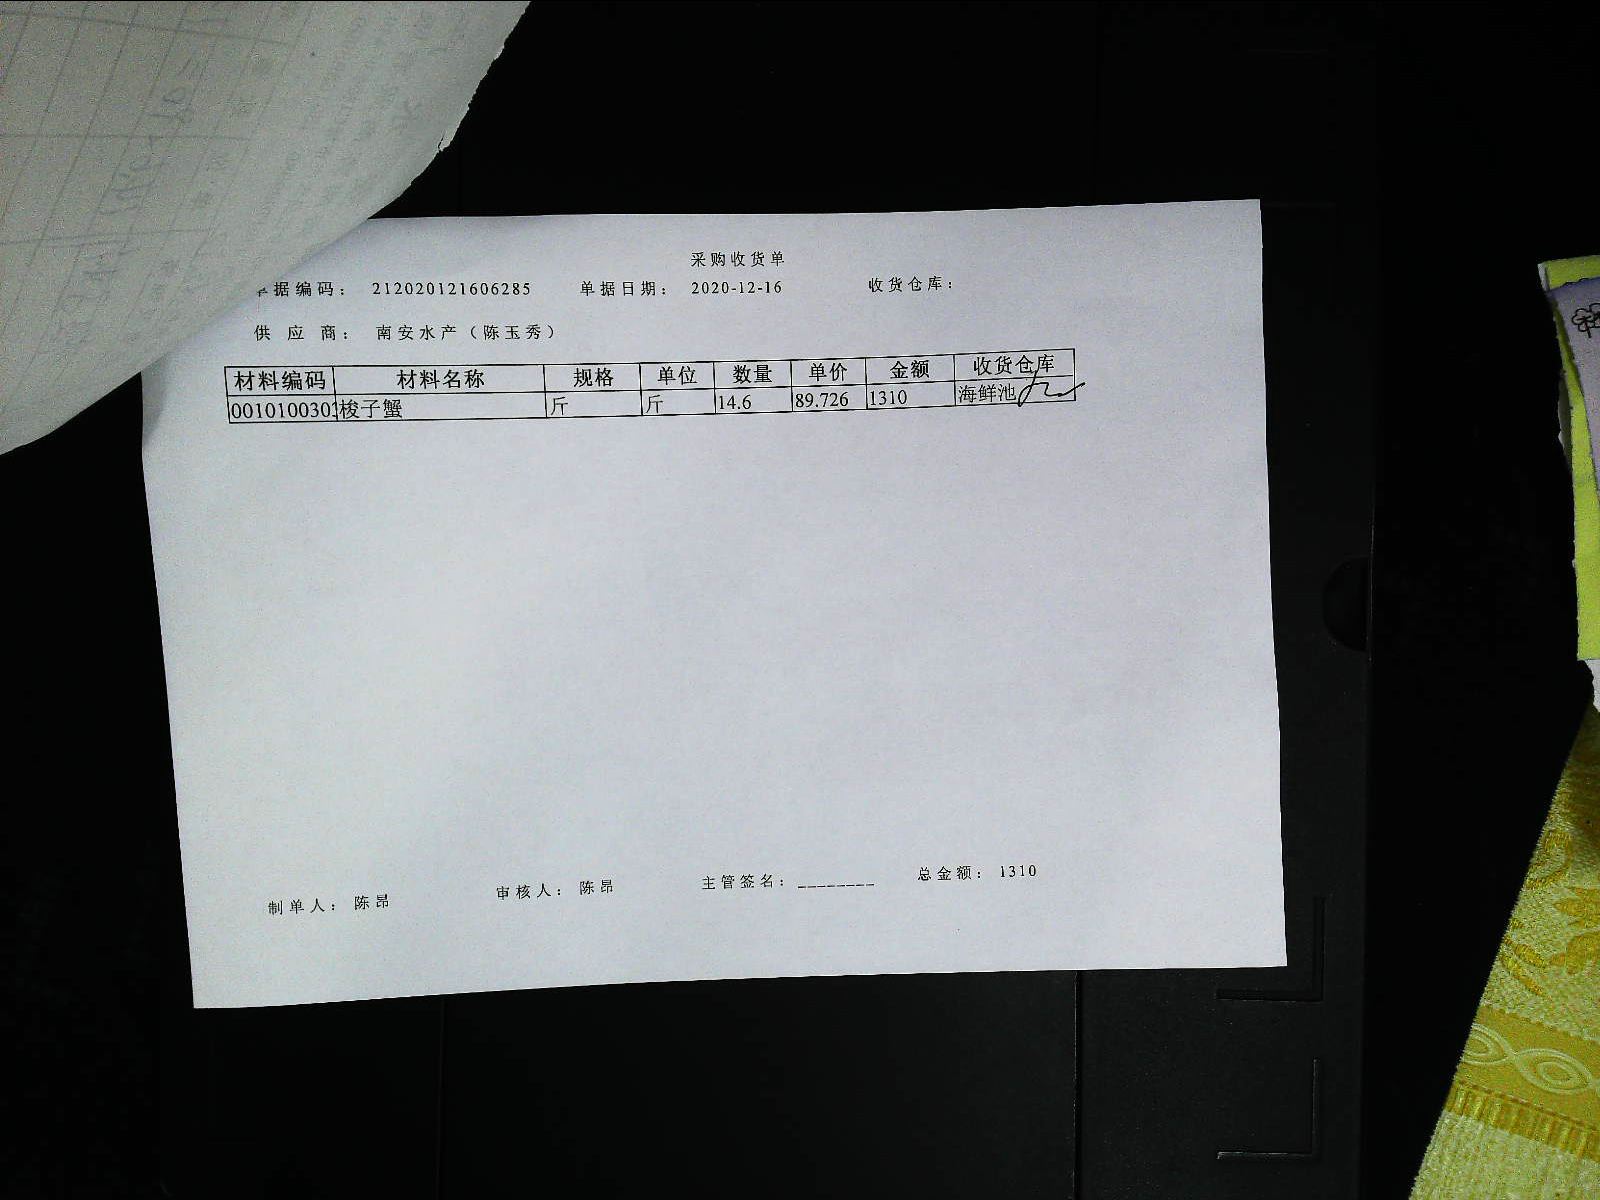 采购收货单
单据编码： 212020121606285 单据日期： 2020-12-16 收货仓库：
供 应 商： 南安水产（陈玉秀）
材料编码 材料名称 规格 单位 数量 单价 金额 收货仓库
0010100303 梭子蟹 斤 斤 14.6 89.726 1310 海鲜池
制单人： 陈昂 审核人： 陈昂 主管签名： ________ 总金额： 1310